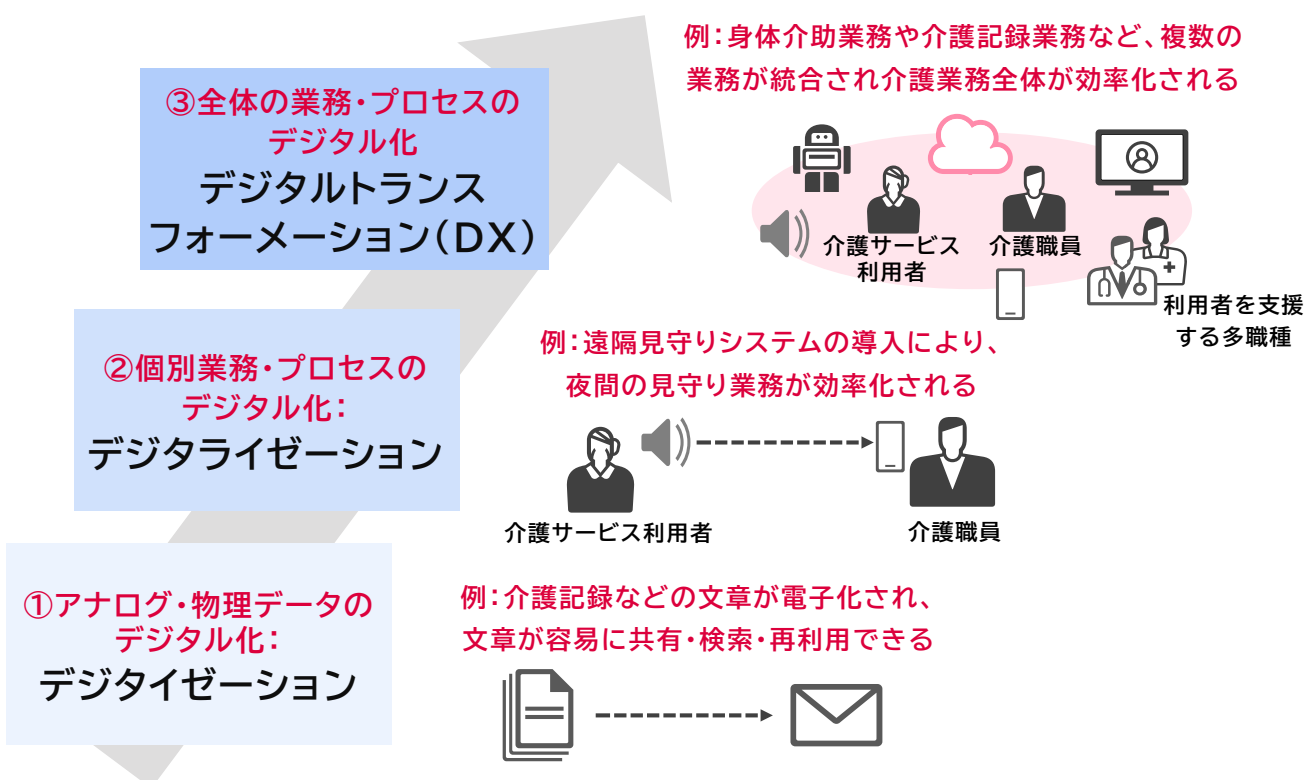 例：身体介助業務や介護記録業務など、複数の
業務が統合され介護業務全体が効率化される
③全体の業務・プロセスの
デジタル化
デジタルトランス
フォーメーション（DX）
介護サービス
利用者
介護職員
利用者を支援
する多職種
②個別業務・プロセスの
デジタル化：
デジタライゼーション
例：遠隔見守りシステムの導入により、
夜間の見守り業務が効率化される
介護サービス利用者
介護職員
①アナログ・物理データの
デジタル化：
デジタイゼーション
例：介護記録などの文章が電子化され、
文章が容易に共有・検索・再利用できる